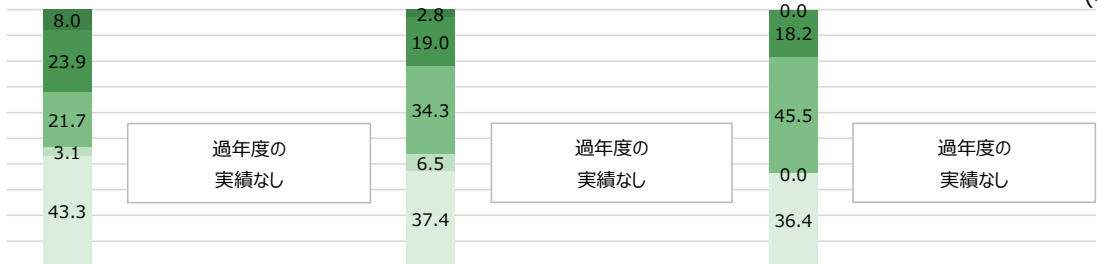 8.0
23.9
21.7
3.1
43.3
過年度の
実績なし
2.8
19.0
34.3
6.5
37.4
過年度の
実績なし
0.0
18.2
45.5
0.0
36.4
過年度の
実績なし